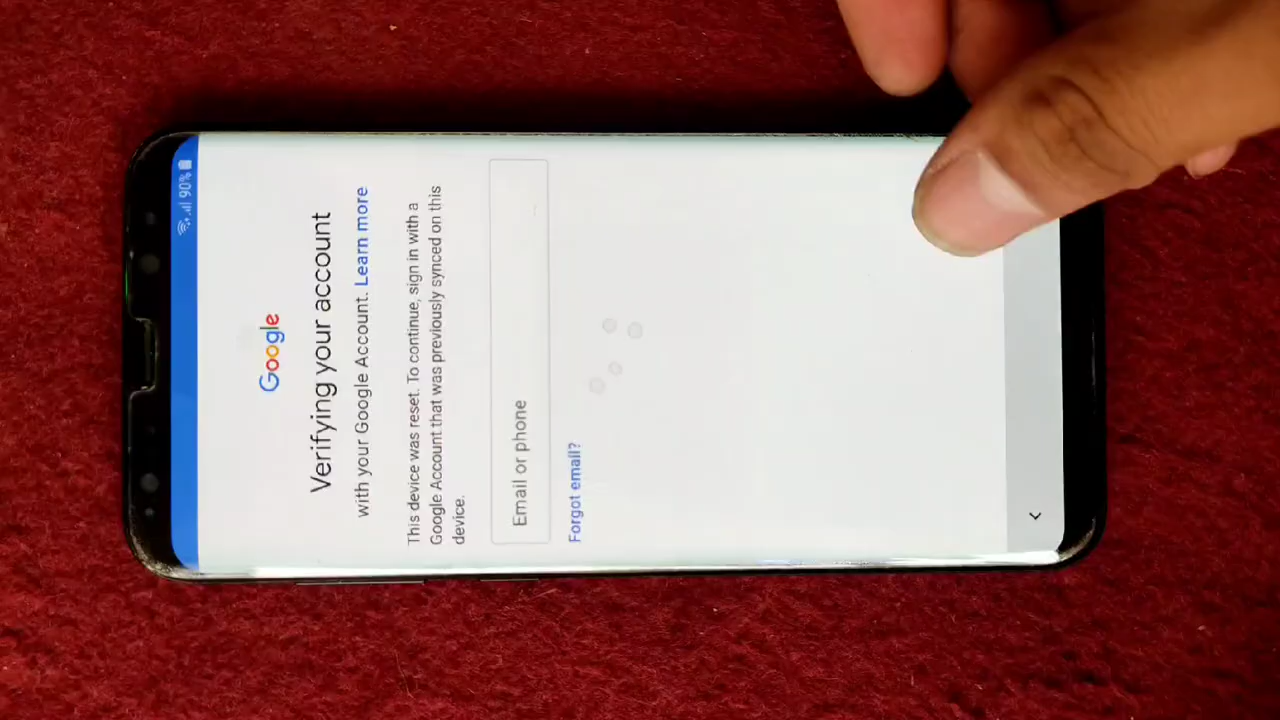 90%
Google
Verifying your account
with your Google Account. Learn more
This device was reset. To continue, sign in with a
Google Account that was previously synced on this
device.
Email or phone
Forgot email?